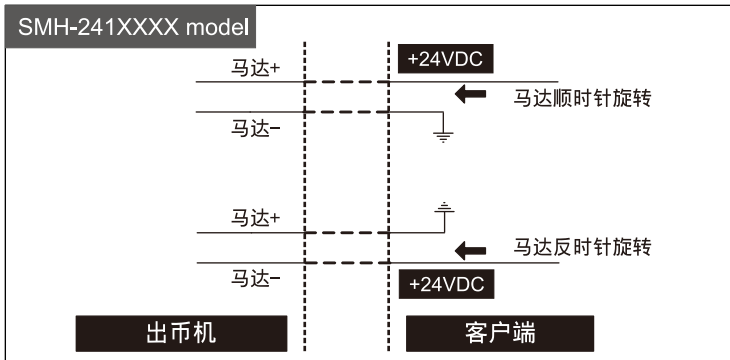 SMH-241XXXX model
+24VDC
马达+
马达顺时针旋转
马达-
马达+
马达反时针旋转
马达-
+24VDC
出币机
客户端